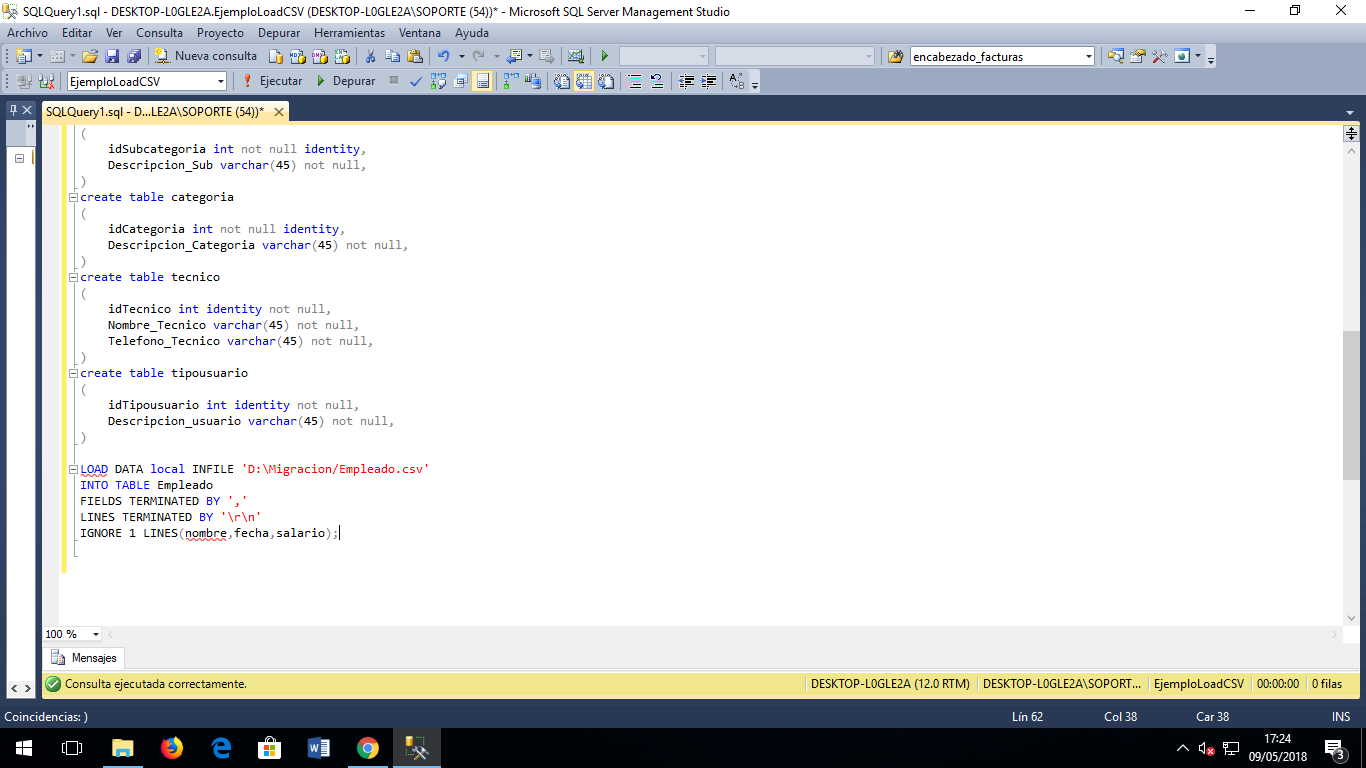 SQLQuery1.sql - DESKTOP-L0GLE2A.EjemploLoadCSV (DESKTOP-L0GLE2A\SOPORTE (54))* - Microsoft SQL Server Management Studio
Archivo Editar Ver Consulta Proyecto Depurar Herramientas Ventana Ayuda
Nueva consulta
encabezado_facturas
EjemploLoadCSV
Ejecutar
Depurar
SQLQuery1.sql - D...LE2A\SOPORTE (54))*
(
idSubcategoria int not null identity,
Descripcion_Sub varchar(45) not null,
)
create table categoria
(
idCategoria int not null identity,
Descripcion_Categoria varchar(45) not null,
)
create table tecnico
(
idTecnico int identity not null,
Nombre_Tecnico varchar(45) not null,
Telefono_Tecnico varchar(45) not null,
)
create table tipousuario
(
idTipousuario int identity not null,
Descripcion_usuario varchar(45) not null,
)
LOAD DATA local INFILE 'D:\Migracion/Empleado.csv'
INTO TABLE Empleado
FIELDS TERMINATED BY ','
LINES TERMINATED BY '\r\n'
IGNORE 1 LINES(nombre,fecha,salario);
100 %
Mensajes
Consulta ejecutada correctamente.
DESKTOP-L0GLE2A (12.0 RTM)
DESKTOP-L0GLE2A\SOPORT...
EjemploLoadCSV
00:00:00
0 filas
Coincidencias: )
Lín 62
Col 38
Car 38
INS
17:24
09/05/2018
3